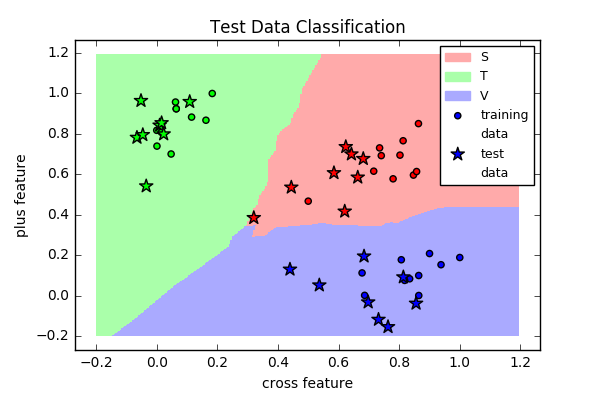 Test Data Classification
1.2
1.0
0.8
0.6
0.4
0.2
0.0
−0.2
plus feature
S
T
V
training
data
test
data
−0.2 0.0 0.2 0.4 0.6 0.8 1.0 1.2
cross feature